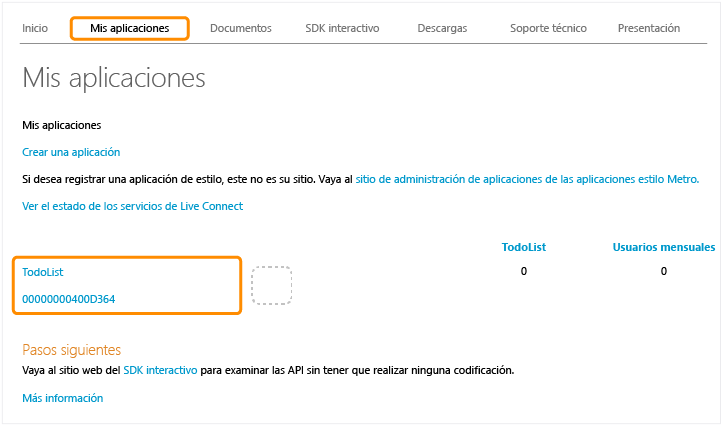 Inicio Mis aplicaciones Documentos SDK interactivo Descargas Soporte técnico Presentación
Mis aplicaciones
Mis aplicaciones
Crear una aplicación
Si desea registrar una aplicación de estilo, este no es su sitio. Vaya al sitio de administración de aplicaciones de las aplicaciones estilo Metro.
Ver el estado de los servicios de Live Connect
TodoList Usuarios mensuales
TodoList 0 0
00000000400D364
Pasos siguientes
Vaya al sitio web del SDK interactivo para examinar las API sin tener que realizar ninguna codificación.
Más información